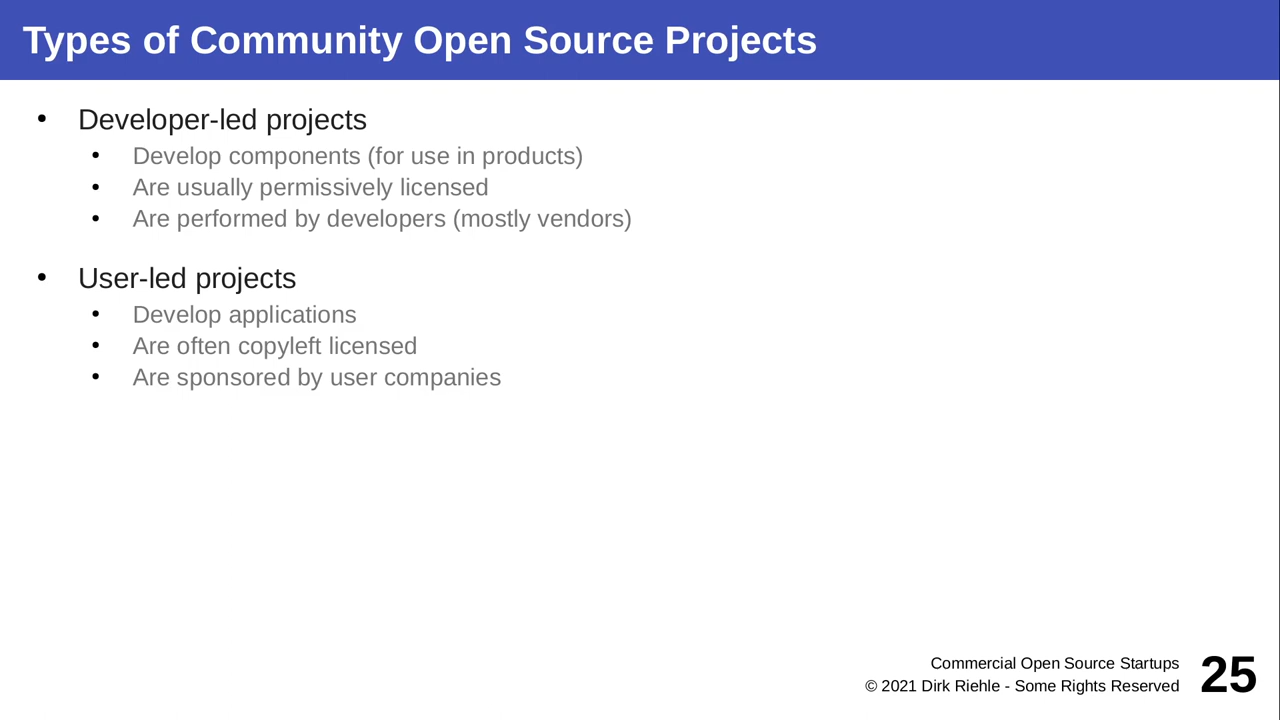 Types of Community Open Source Projects
• Developer-led projects
• Develop components (for use in products)
• Are usually permissively licensed
• Are performed by developers (mostly vendors)
• User-led projects
• Develop applications
• Are often copyleft licensed
• Are sponsored by user companies
Commercial Open Source Startups
© 2021 Dirk Riehle - Some Rights Reserved
25